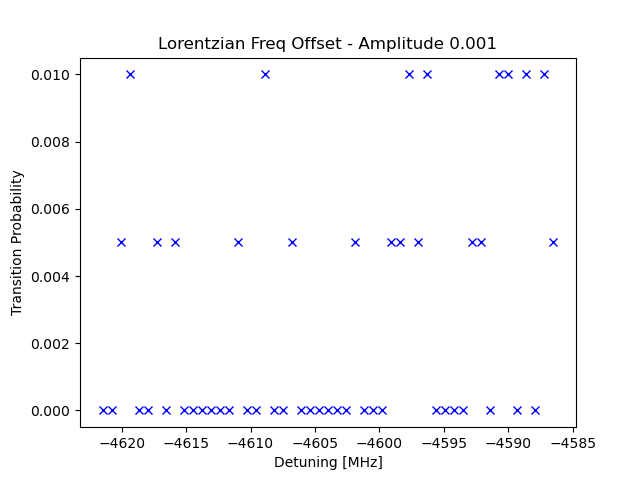 Lorentzian Freq Offset - Amplitude 0.001
Transition Probability
0.010
0.008
0.006
0.004
0.002
0.000
−4620 −4615 −4610 −4605 −4600 −4595 −4590 −4585
Detuning [MHz]